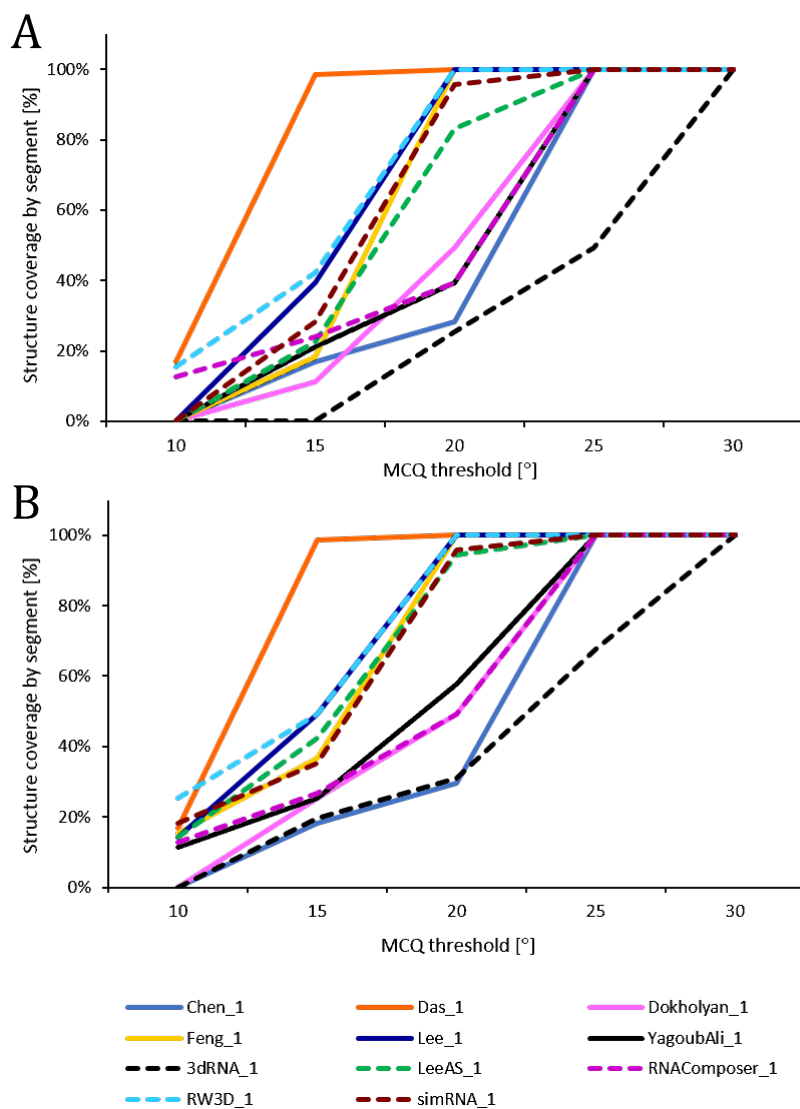 A
Structure coverage by segment [%]
100%
80%
60%
40%
20%
0%
10 15 20 25 30
MCQ threshold [°]
B
Structure coverage by segment [%]
100%
80%
60%
40%
20%
0%
10 15 20 25 30
MCQ threshold [°]
Chen_1 Das_1 Dokholyan_1
Feng_1 Lee_1 YagoubAli_1
3dRNA_1 LeeAS_1 RNAComposer_1
RW3D_1 simRNA_1